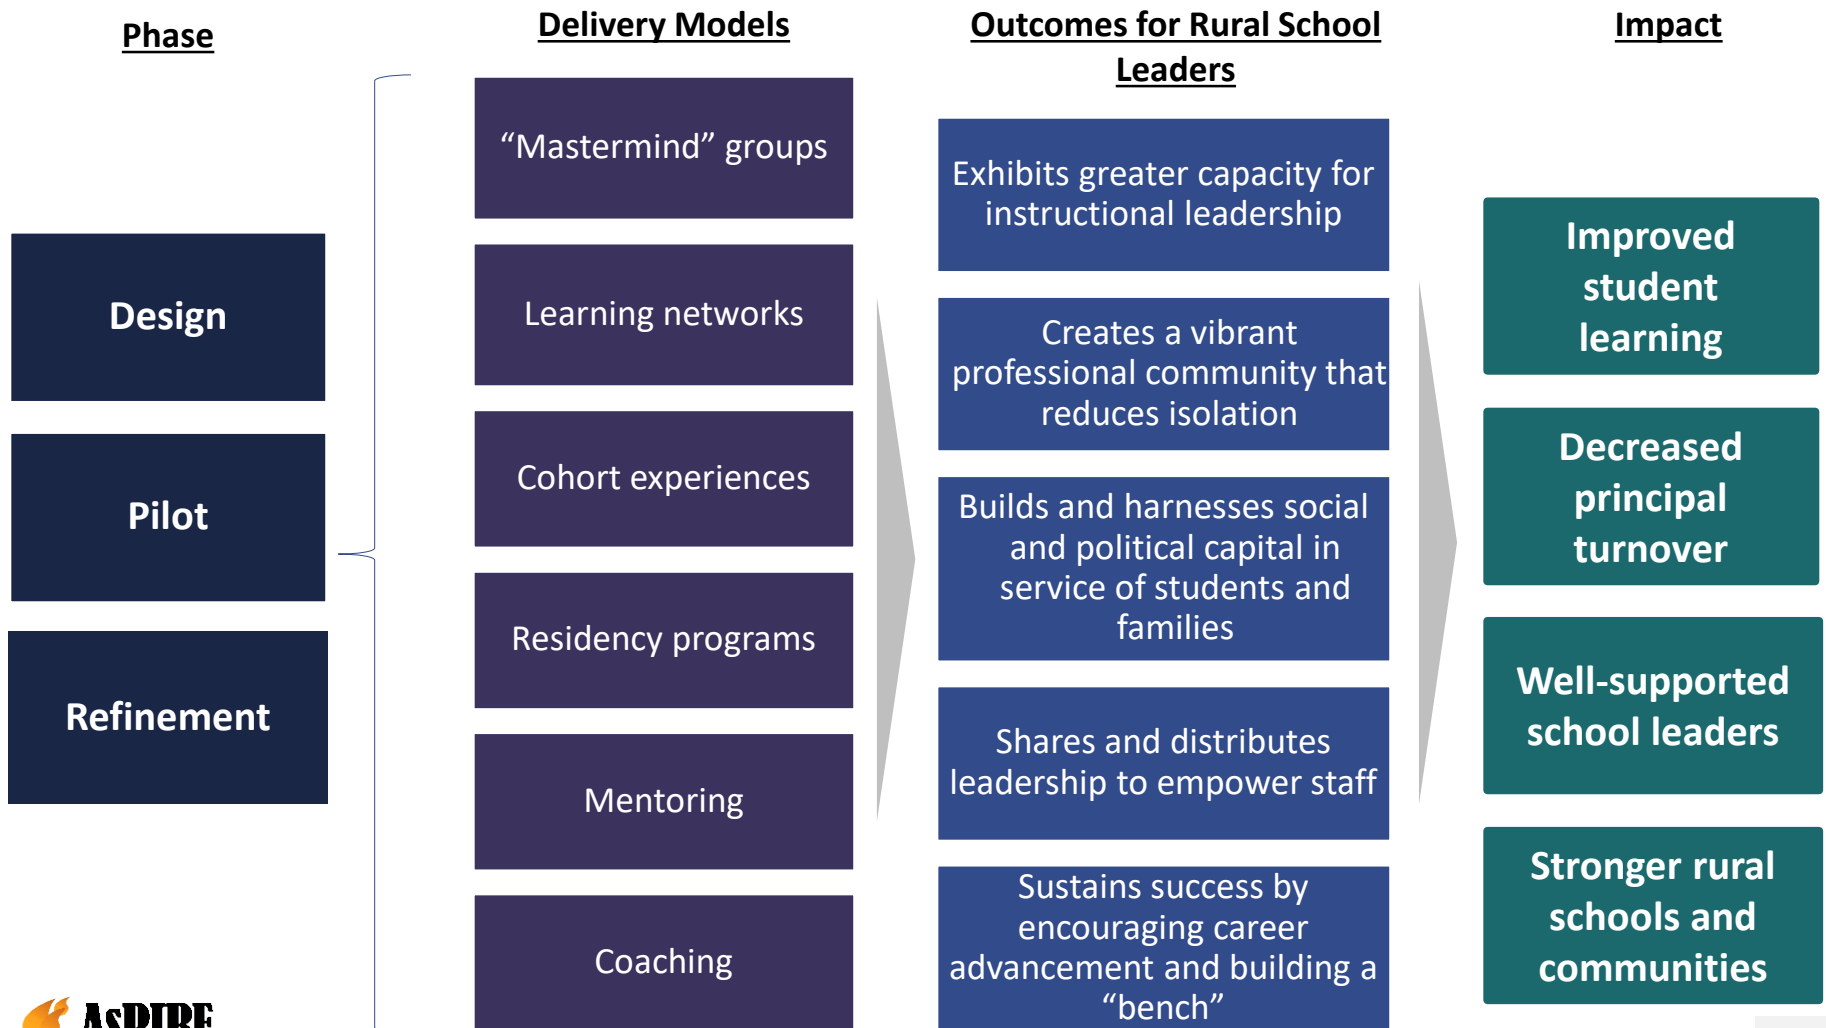 Phase
Design
Pilot
Refinement
Delivery Models
“Mastermind” groups
Learning networks
Cohort experiences
Residency programs
Mentoring
Coaching
Outcomes for Rural School
Leaders
Exhibits greater capacity for
instructional leadership
Creates a vibrant
professional community that
reduces isolation
Builds and harnesses social
and political capital in
service of students and
families
Shares and distributes
leadership to empower staff
Sustains success by
encouraging career
advancement and building a
“bench”
Impact
Improved
student
learning
Decreased
principal
turnover
Well-supported
school leaders
Stronger rural
schools and
communities
AsPIRE